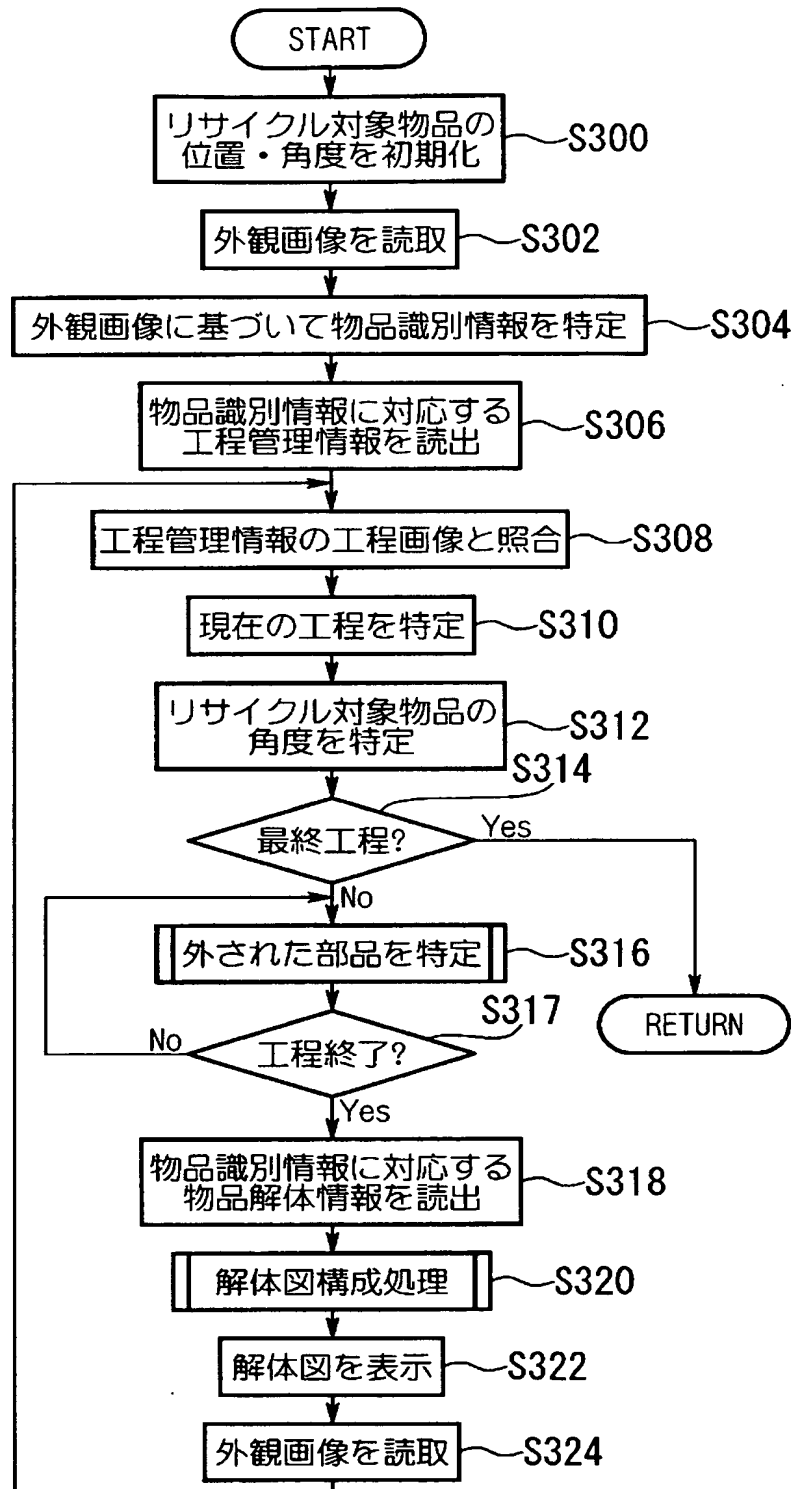 START
リサイクル対象物品の
位置・角度を初期化
S300
外観画像を読取
S302
外観画像に基づいて物品識別情報を特定
S304
物品識別情報に対応する
工程管理情報を読出
S306
工程管理情報の工程画像と照合
S308
現在の工程を特定
S310
リサイクル対象物品の
角度を特定
S312
S314
最終工程?
Yes
No
外された部品を特定
S316
S317
RETURN
工程終了?
No
Yes
物品識別情報に対応する
物品解体情報を読出
S318
解体図構成処理
S320
解体図を表示
S322
外観画像を読取
S324